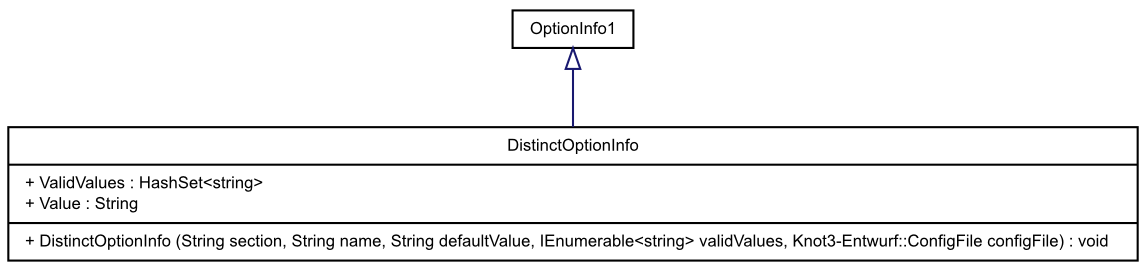 OptionInfo1
DistinctOptionInfo
+ ValidValues : HashSet<string>
+ Value : String
+ DistinctOptionInfo (String section, String name, String defaultValue, IEnumerable<string> validValues, Knot3-Entwurf::ConfigFile configFile) : void